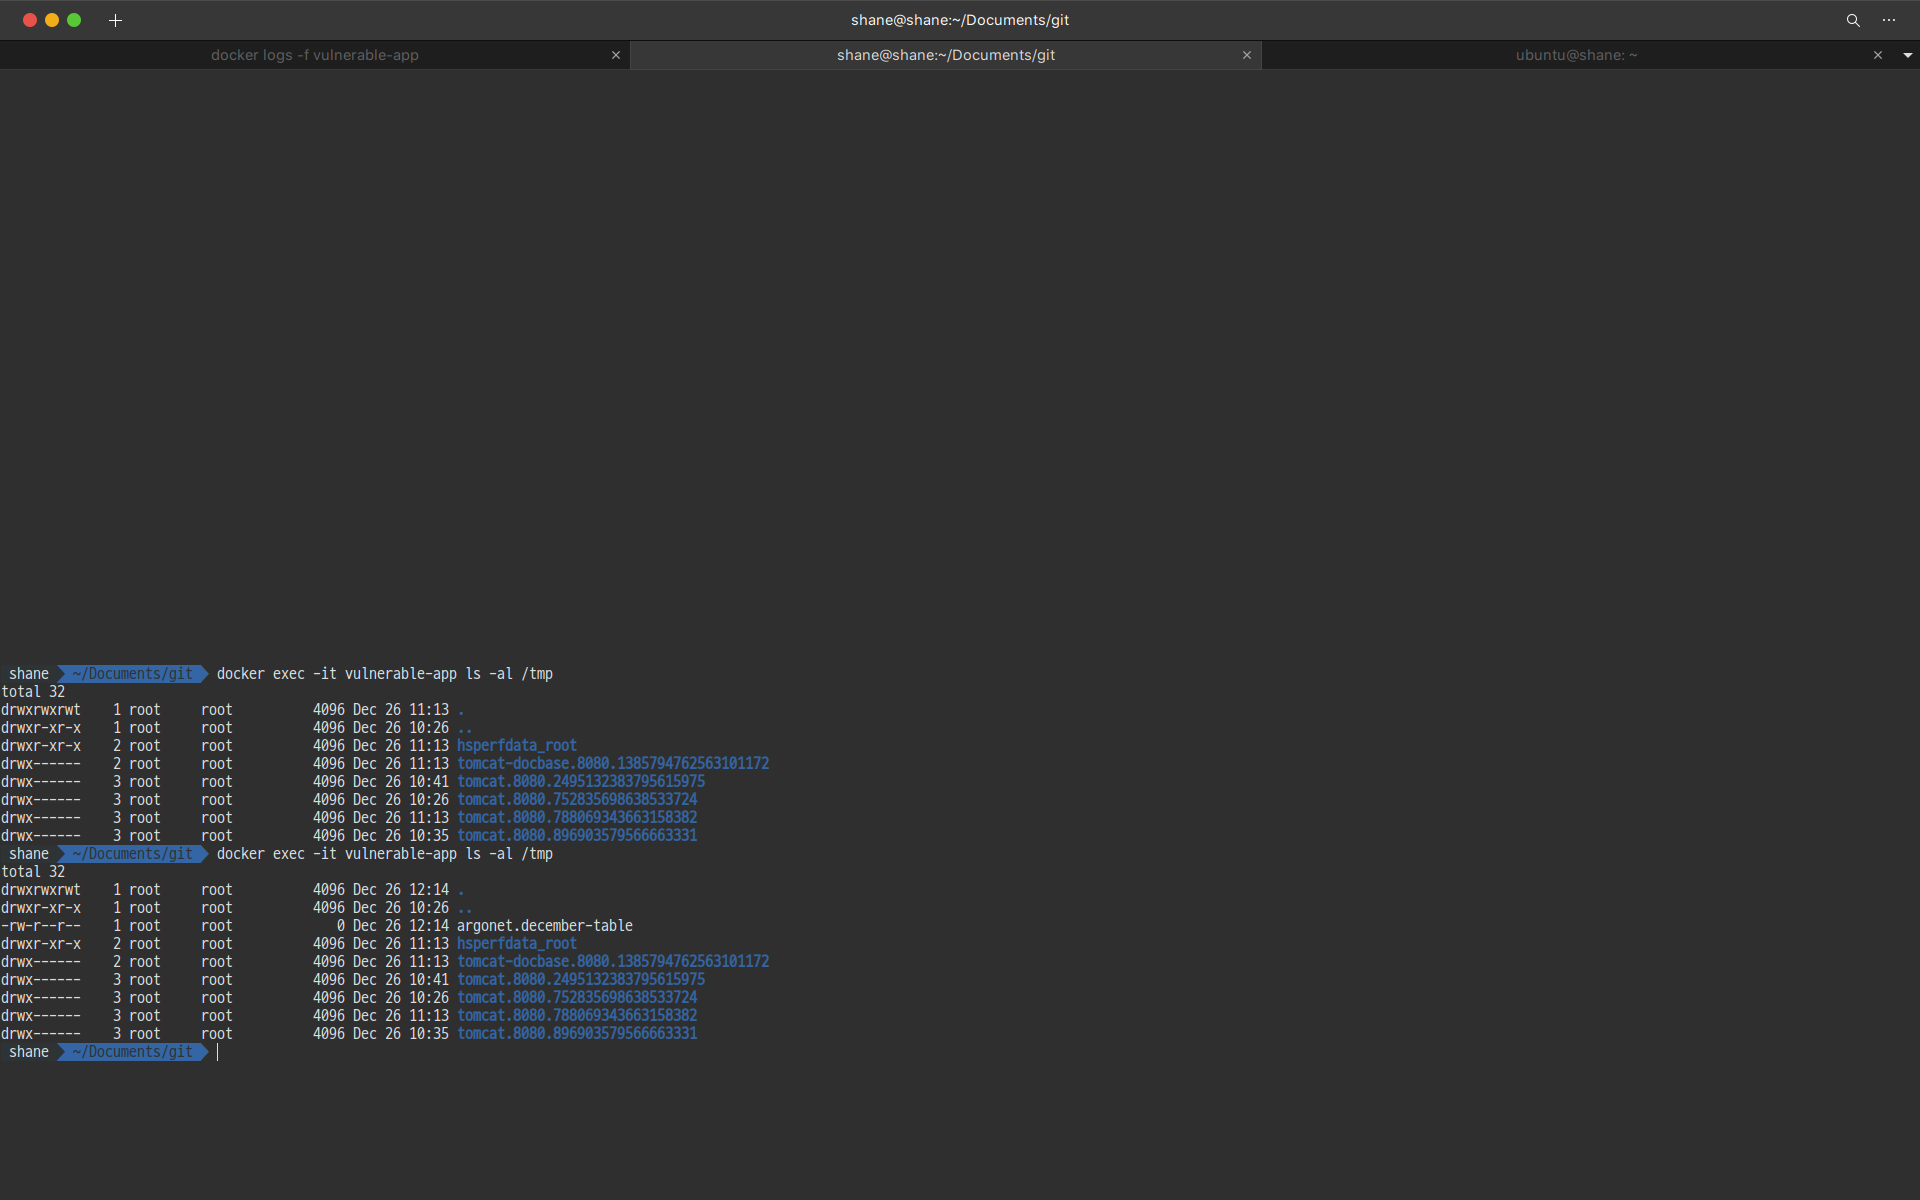 shane@shane:~/Documents/git
docker logs -f vulnerable-app
shane@shane:~/Documents/git
ubuntu@shane: ~
shane ~/Documents/git docker exec -it vulnerable-app ls -al /tmp
total 32
drwxrwxrwt 1 root root 4096 Dec 26 11:13 .
drwxr-xr-x 1 root root 4096 Dec 26 10:26 ..
drwxr-xr-x 2 root root 4096 Dec 26 11:13 hsperfdata_root
drwx------ 2 root root 4096 Dec 26 11:13 tomcat-docbase.8080.1385794762563101172
drwx------ 3 root root 4096 Dec 26 10:41 tomcat.8080.2495132383795615975
drwx------ 3 root root 4096 Dec 26 10:26 tomcat.8080.752835698638533724
drwx------ 3 root root 4096 Dec 26 11:13 tomcat.8080.788069343663158382
drwx------ 3 root root 4096 Dec 26 10:35 tomcat.8080.896903579566663331
shane ~/Documents/git docker exec -it vulnerable-app ls -al /tmp
total 32
drwxrwxrwt 1 root root 4096 Dec 26 12:14 .
drwxr-xr-x 1 root root 4096 Dec 26 10:26 ..
-rw-r--r-- 1 root root 0 Dec 26 12:14 argonet.december-table
drwxr-xr-x 2 root root 4096 Dec 26 11:13 hsperfdata_root
drwx------ 2 root root 4096 Dec 26 11:13 tomcat-docbase.8080.1385794762563101172
drwx------ 3 root root 4096 Dec 26 10:41 tomcat.8080.2495132383795615975
drwx------ 3 root root 4096 Dec 26 10:26 tomcat.8080.752835698638533724
drwx------ 3 root root 4096 Dec 26 11:13 tomcat.8080.788069343663158382
drwx------ 3 root root 4096 Dec 26 10:35 tomcat.8080.896903579566663331
shane ~/Documents/git